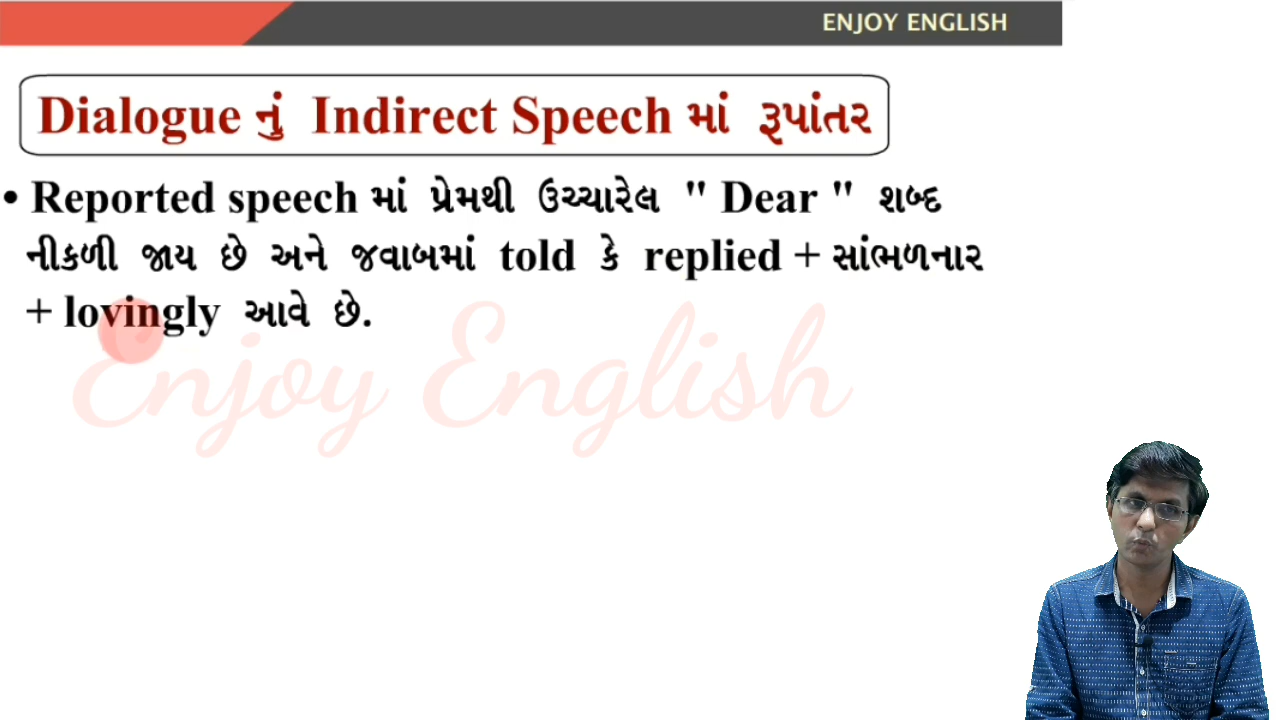 ENJOY ENGLISH
Dialogue નું Indirect Speech માં રૂપાંતર
• Reported speech માં પ્રેમથી ઉચ્ચારેલ " Dear " શબ્દ
નીકળી જાય છે અને જવાબમાં told કે replied + સાંભળનાર
+ lovingly આવે છે.
Enjoy English